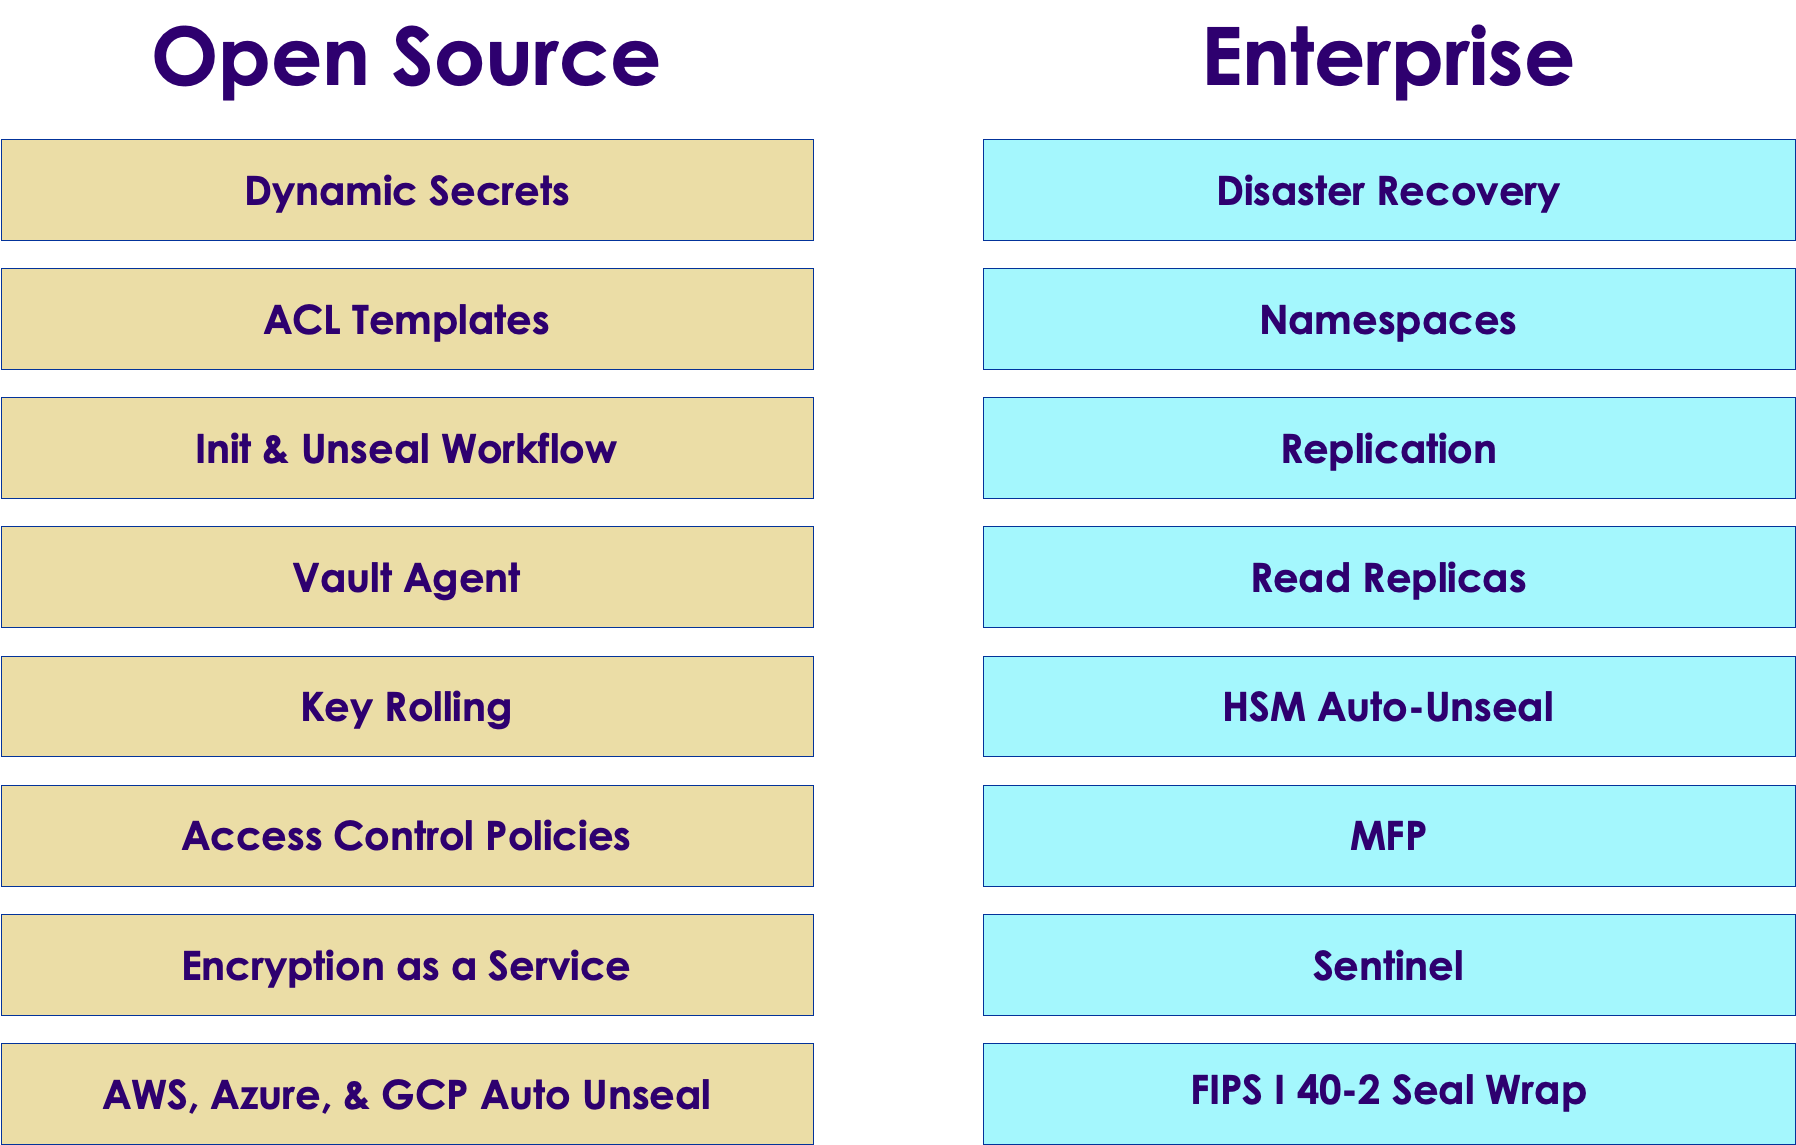 Open Source
Dynamic Secrets
ACL Templates
Init & Unseal Workflow
Vault Agent
Key Rolling
Access Control Policies
Encryption as a Service
AWS, Azure, & GCP Auto Unseal
Enterprise
Disaster Recovery
Namespaces
Replication
Read Replicas
HSM Auto-Unseal
MFP
Sentinel
FIPS I 40-2 Seal Wrap